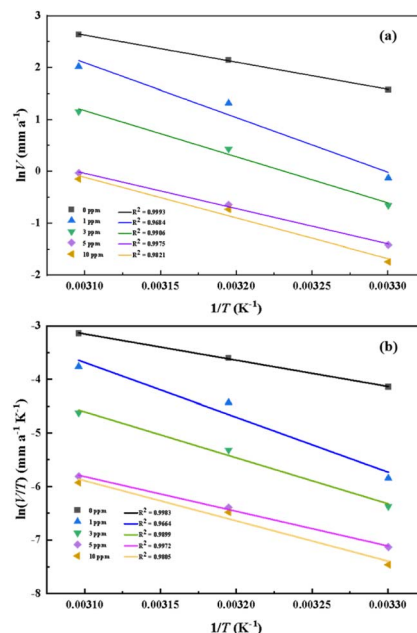 (a)
3
2
1
0
-1
-2
lnV (mm a⁻¹)
0 ppm R² = 0.9993
1 ppm R² = 0.9684
3 ppm R² = 0.9906
5 ppm R² = 0.9975
10 ppm R² = 0.9821
0.00310 0.00315 0.00320 0.00325 0.00330
1/T (K⁻¹)
(b)
-3
-4
-5
-6
-7
-8
ln(V/T) (mm a⁻¹ K⁻¹)
0 ppm R² = 0.9983
1 ppm R² = 0.9664
3 ppm R² = 0.9899
5 ppm R² = 0.9972
10 ppm R² = 0.9805
0.00310 0.00315 0.00320 0.00325 0.00330
1/T (K⁻¹)